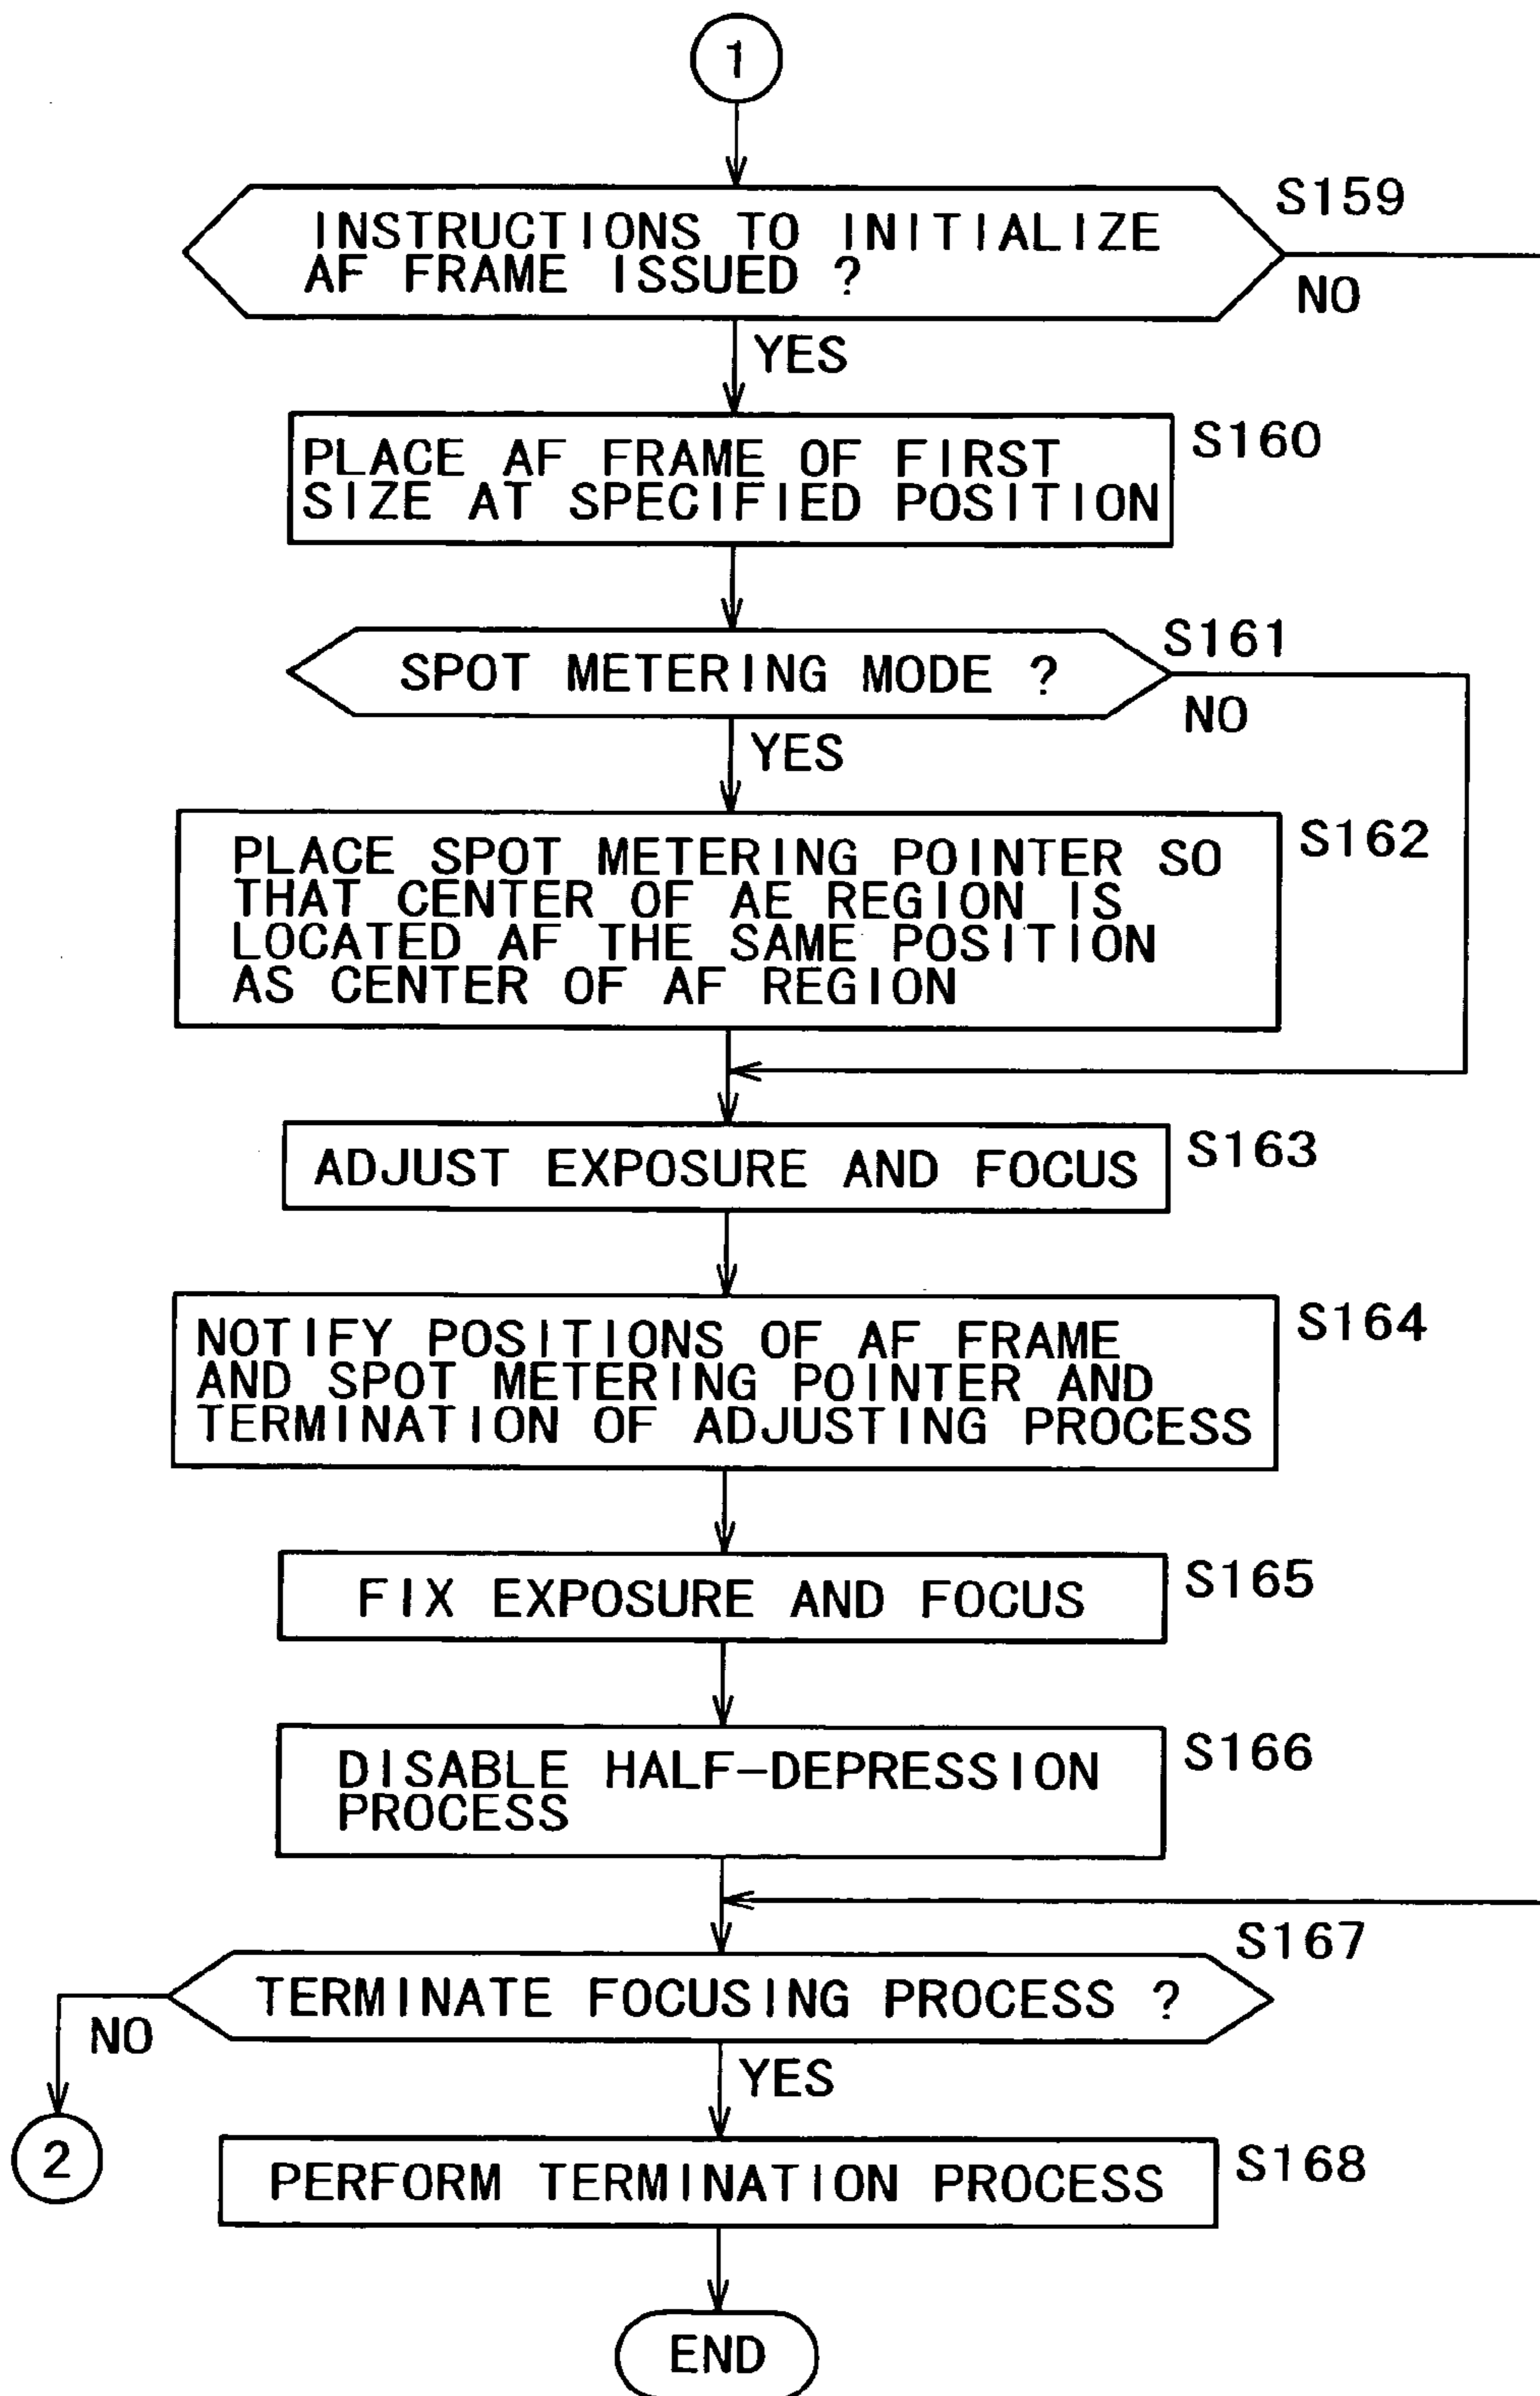 1
S159
INSTRUCTIONS TO INITIALIZE
AF FRAME ISSUED ?
NO
YES
PLACE AF FRAME OF FIRST
SIZE AT SPECIFIED POSITION
S160
S161
SPOT METERING MODE ?
NO
YES
PLACE SPOT METERING POINTER SO
THAT CENTER OF AE REGION IS
LOCATED AF THE SAME POSITION
AS CENTER OF AF REGION
S162
ADJUST EXPOSURE AND FOCUS
S163
NOTIFY POSITIONS OF AF FRAME
AND SPOT METERING POINTER AND
TERMINATION OF ADJUSTING PROCESS
S164
FIX EXPOSURE AND FOCUS
S165
DISABLE HALF-DEPRESSION
PROCESS
S166
S167
TERMINATE FOCUSING PROCESS ?
NO
YES
2
PERFORM TERMINATION PROCESS
S168
END